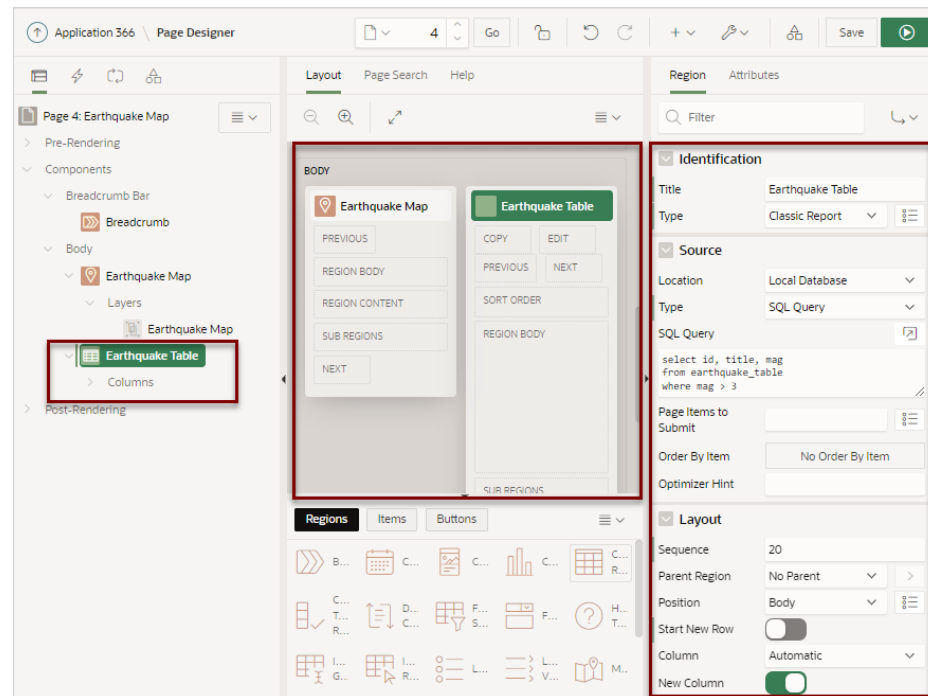 Application 366 \ Page Designer
4
Go
Save
Page 4: Earthquake Map
Pre-Rendering
Components
Breadcrumb Bar
Breadcrumb
Body
Earthquake Map
Layers
Earthquake Map
Earthquake Table
Columns
Post-Rendering
Layout Page Search Help
BODY
Earthquake Map
PREVIOUS
REGION BODY
REGION CONTENT
SUB REGIONS
NEXT
Earthquake Table
COPY EDIT
PREVIOUS NEXT
SORT ORDER
REGION BODY
SUB REGIONS
Regions Items Buttons
B... C... C... C... C... R...
C... T... R... D... C... F... S... F... H... T...
I... G... I... R... L... L... V... M...
Region Attributes
Filter
Identification
Title Earthquake Table
Type Classic Report
Source
Location Local Database
Type SQL Query
SQL Query
select id, title, mag
from earthquake_table
where mag > 3
Page Items to
Submit
Order By Item No Order By Item
Optimizer Hint
Layout
Sequence 20
Parent Region No Parent
Position Body
Start New Row
Column Automatic
New Column